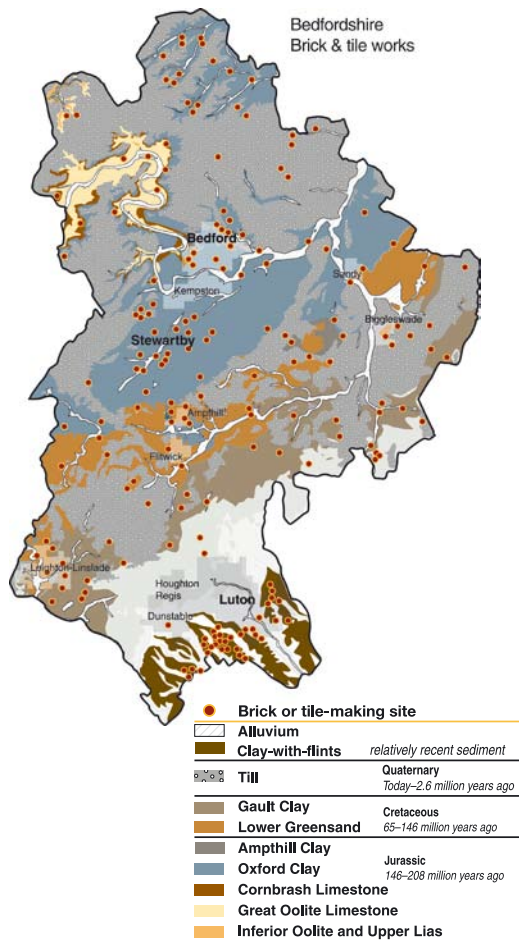 Bedfordshire
Brick & tile works
Bedford
Kempston
Sandy
Biggleswade
Stewartby
Ampthill
Flitwick
Leighton-Linslade
Houghton
Regis
Luton
Dunstable
Brick or tile-making site
Alluvium
Clay-with-flints relatively recent sediment
Till Quaternary
Today–2.6 million years ago
Gault Clay Cretaceous
Lower Greensand 65–146 million years ago
Ampthill Clay
Oxford Clay Jurassic
146–208 million years ago
Cornbrash Limestone
Great Oolite Limestone
Inferior Oolite and Upper Lias